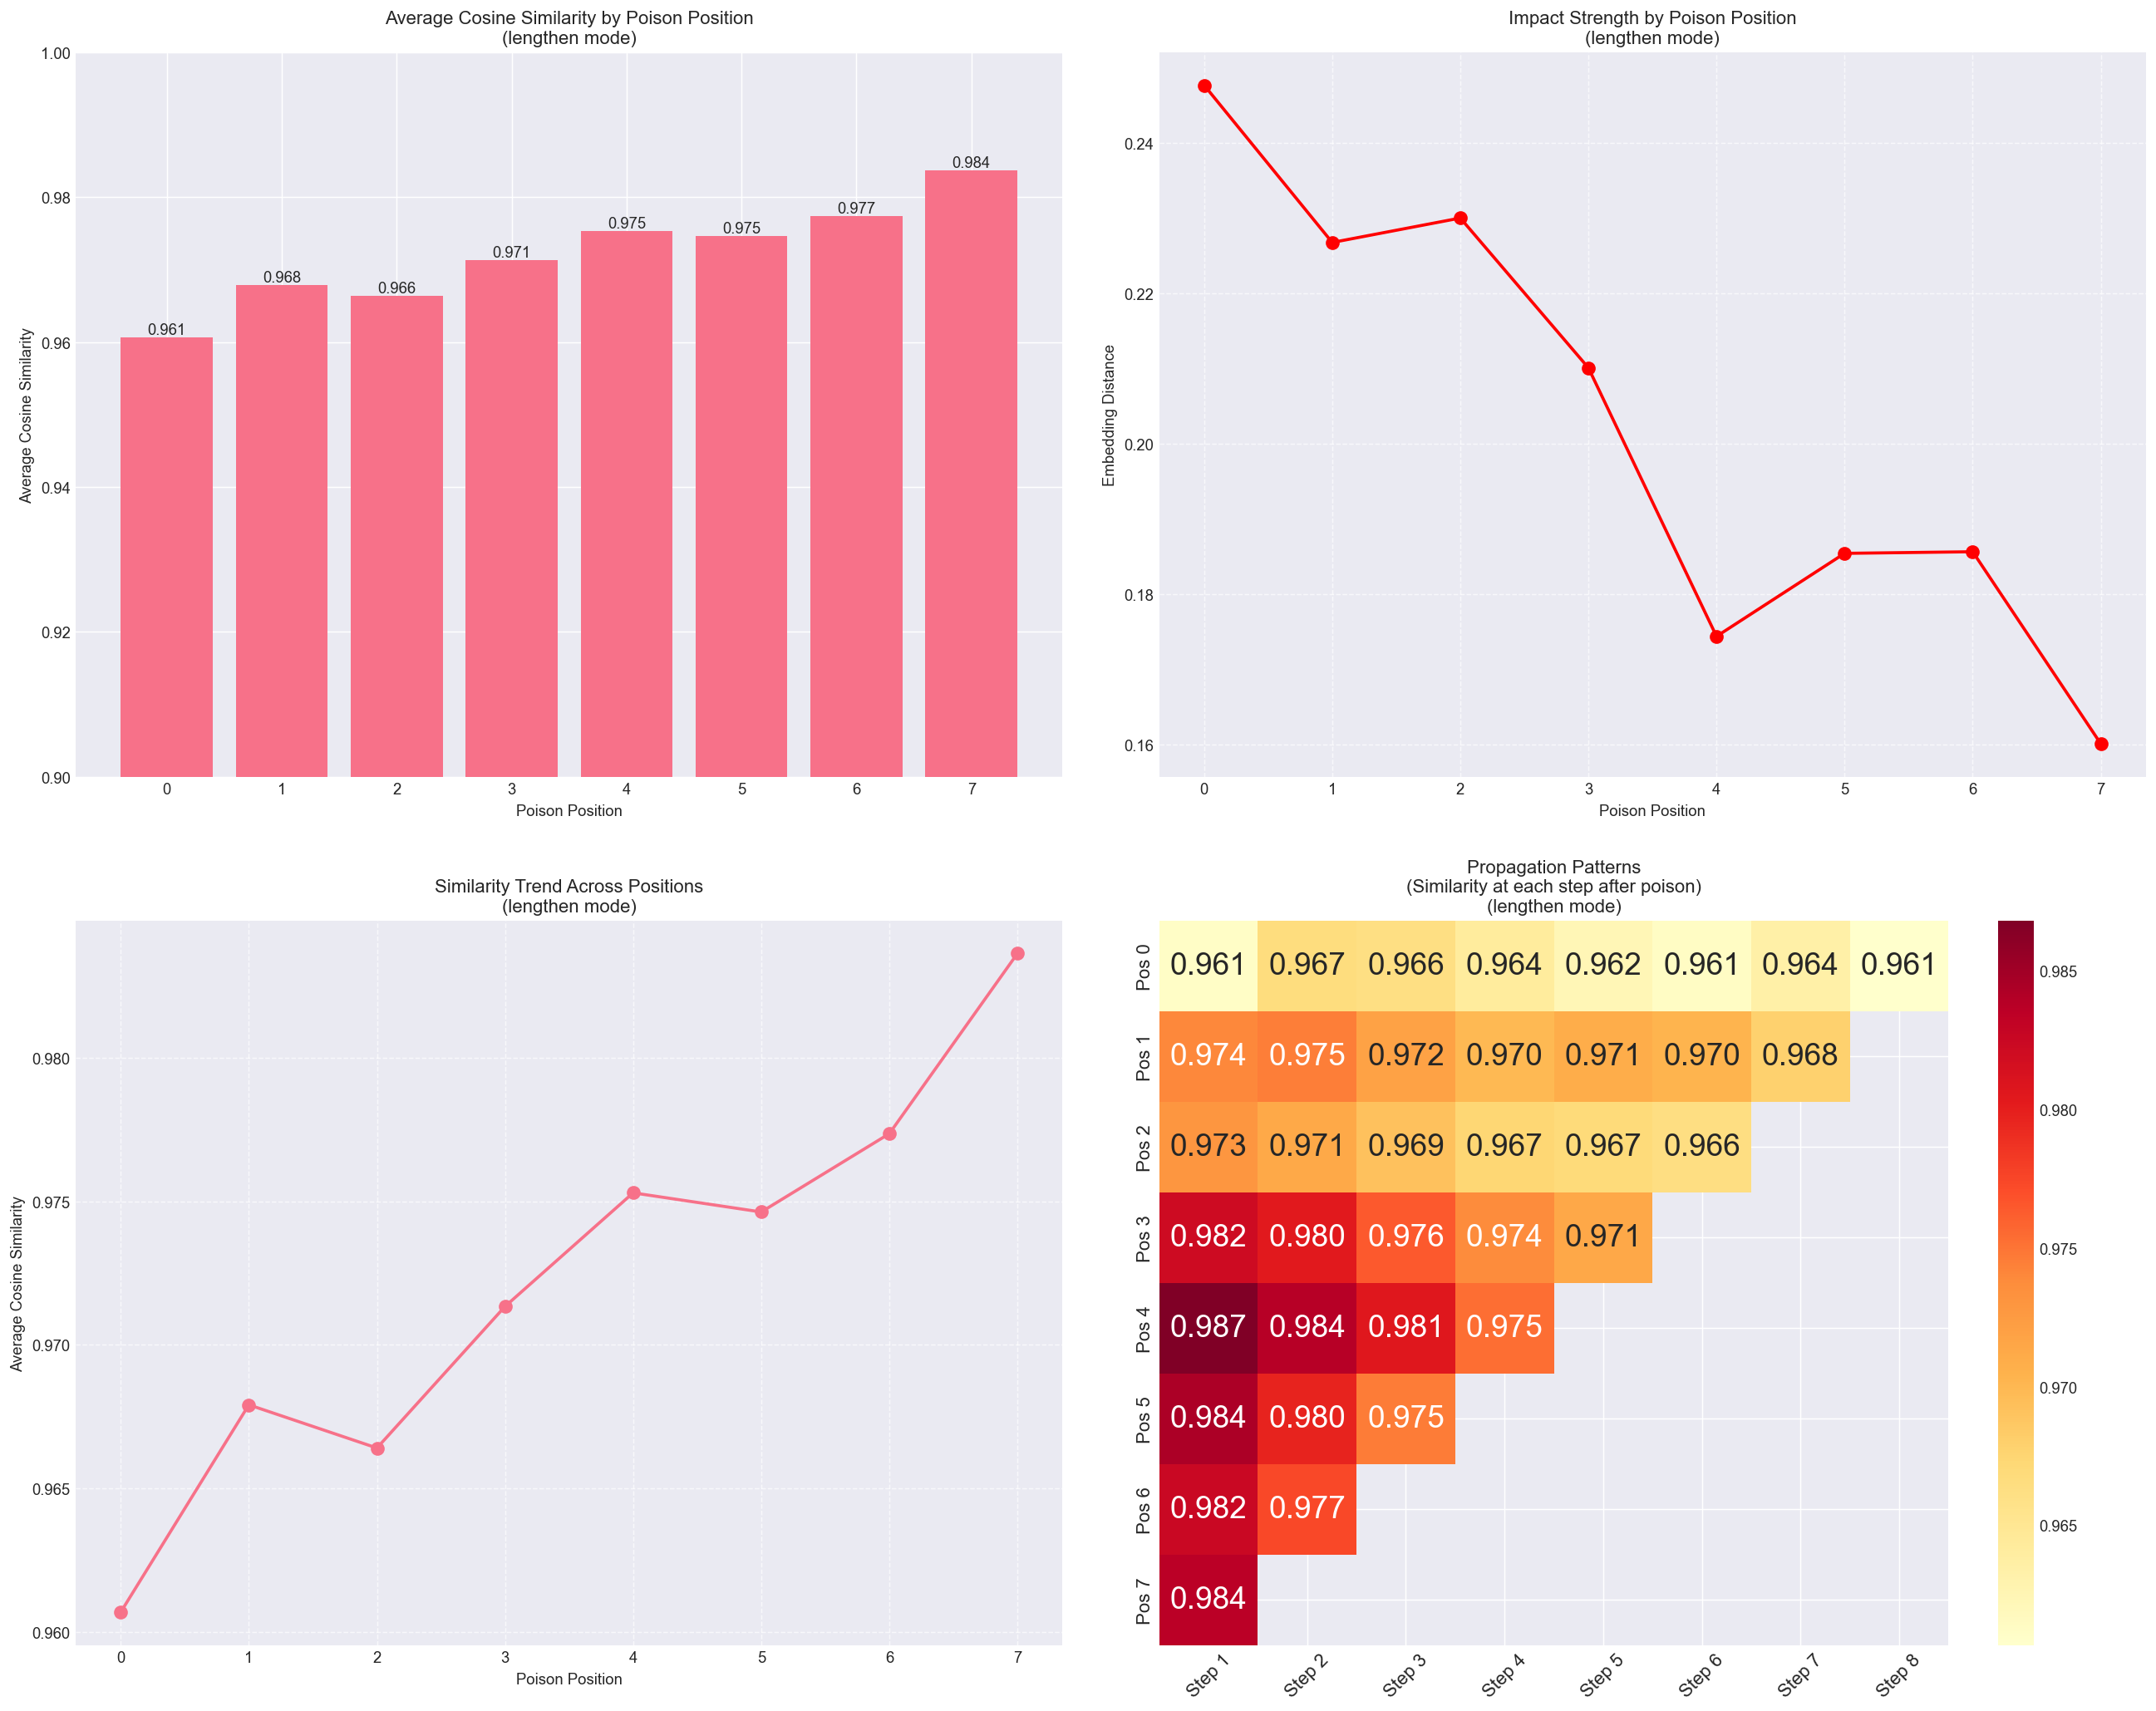 Average Cosine Similarity by Poison Position
(lengthen mode)
1.00
0.98
0.96
0.94
0.92
0.90
Average Cosine Similarity
0.961
0.968
0.966
0.971
0.975
0.975
0.977
0.984
0 1 2 3 4 5 6 7
Poison Position
Impact Strength by Poison Position
(lengthen mode)
0.24
0.22
0.20
0.18
0.16
Embedding Distance
0 1 2 3 4 5 6 7
Poison Position
Similarity Trend Across Positions
(lengthen mode)
0.980
0.975
0.970
0.965
0.960
Average Cosine Similarity
0 1 2 3 4 5 6 7
Poison Position
Propagation Patterns
(Similarity at each step after poison)
(lengthen mode)
Pos 0 0.961 0.967 0.966 0.964 0.962 0.961 0.964 0.961
Pos 1 0.974 0.975 0.972 0.970 0.971 0.970 0.968
Pos 2 0.973 0.971 0.969 0.967 0.967 0.966
Pos 3 0.982 0.980 0.976 0.974 0.971
Pos 4 0.987 0.984 0.981 0.975
Pos 5 0.984 0.980 0.975
Pos 6 0.982 0.977
Pos 7 0.984
Step 1 Step 2 Step 3 Step 4 Step 5 Step 6 Step 7 Step 8
0.985
0.980
0.975
0.970
0.965